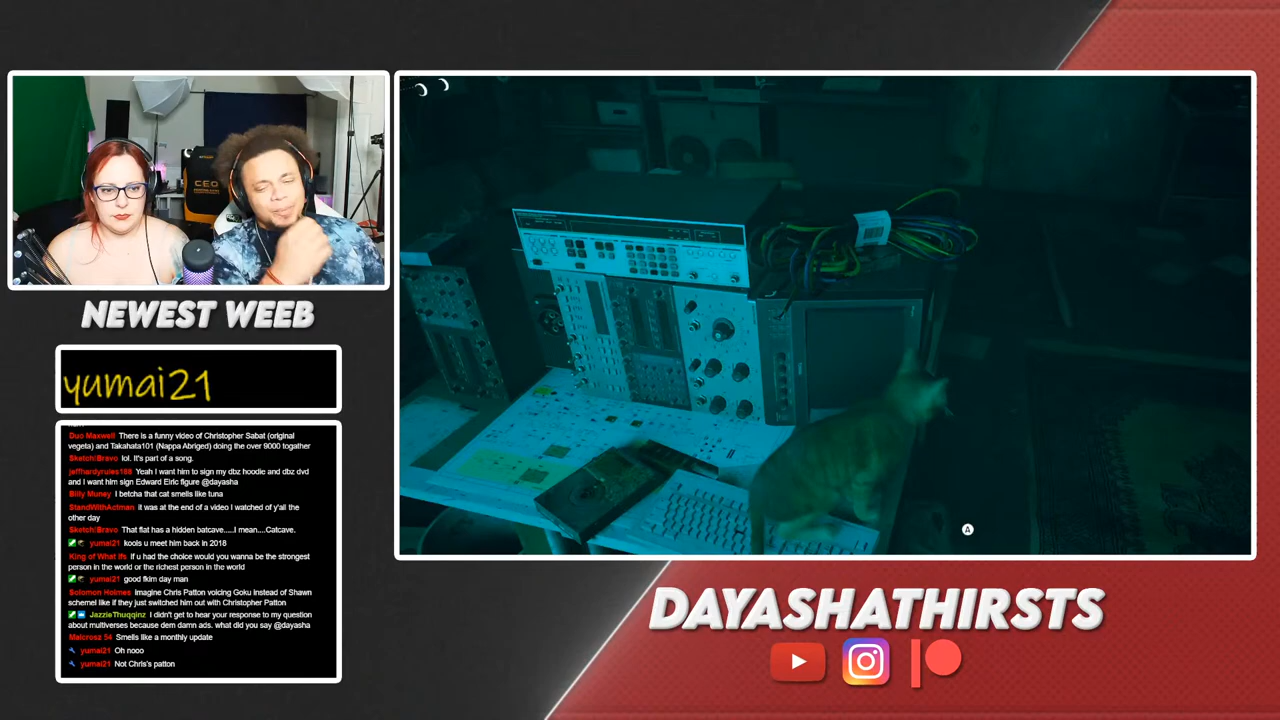 CEO
NEWEST WEEB
yumai21
Duo Maxwell There is a funny video of Christopher Sabat (original
vegeta) and Takahata101 (Nappa Abriged) doing the over 9000 togather
Sketch!Bravo lol. It's part of a song.
jeffhardyrules168 Yeah I want him to sign my dbz hoodie and dbz dvd
and I want him sign Edward Elric figure @dayasha
Billy Muney I betcha that cat smells like tuna
StandWithActman it was at the end of a video I watched of y'all the
other day
Sketch!Bravo That flat has a hidden batcave.....I mean....Catcave.
yumai21 kools u meet him back in 2018
King of What ifs If u had the choice would you wanna be the strongest
person in the world or the richest person in the world
yumai21 good fkim day man
Solomon Holmes Imagine Chris Patton voicing Goku instead of Shawn
schemel like if they just switched him out with Christopher Patton
JazzieThuqqinz I didn't get to hear your response to my question
about multiverses because dem damn ads. what did you say @dayasha
Malcrosz 54 Smells like a monthly update
yumai21 Oh nooo
yumai21 Not Chris's patton
A
DAYASHATHIRSTS